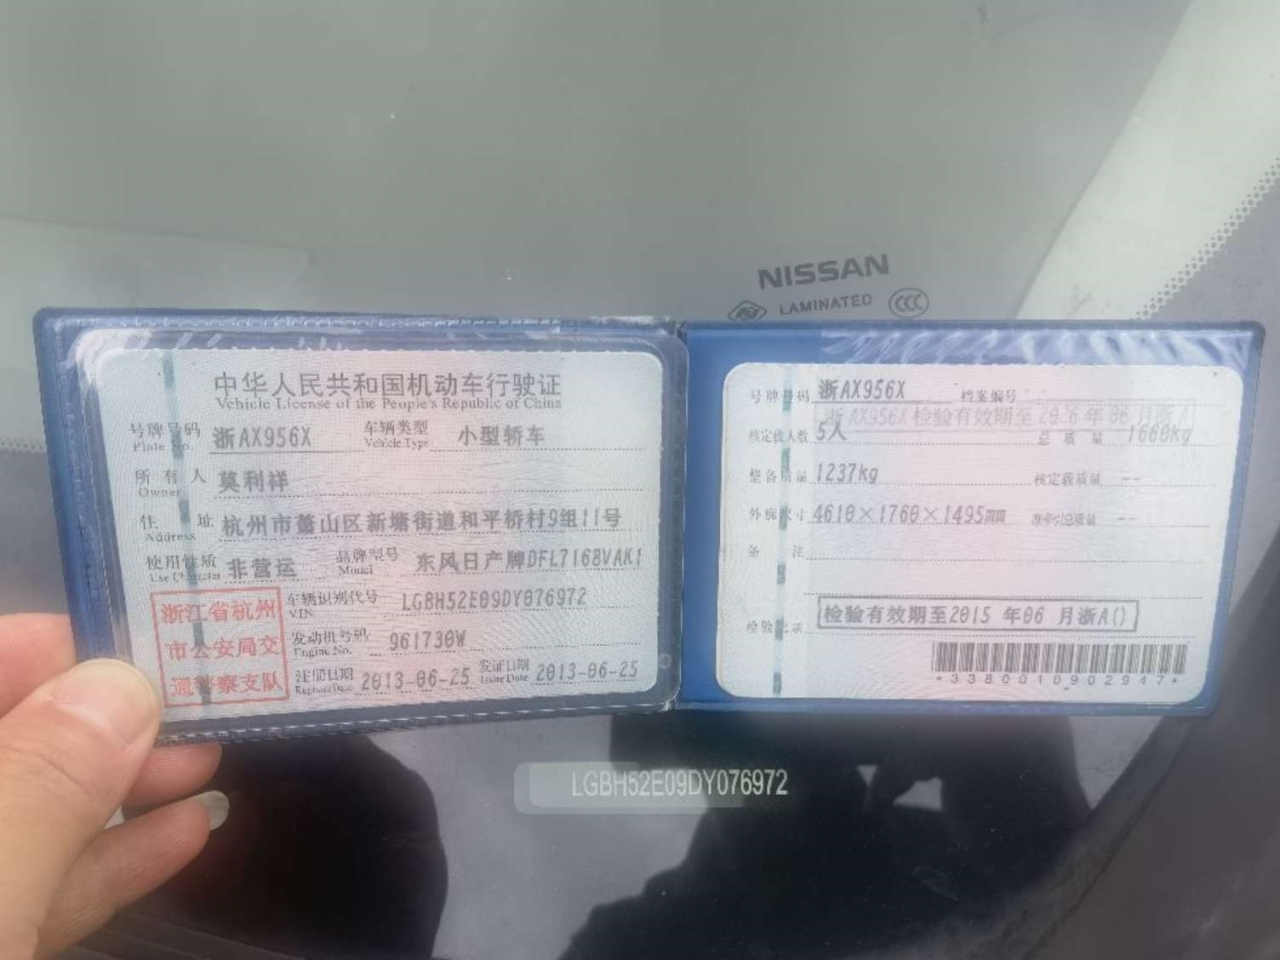 NISSAN
LAMINATED
CCC
中华人民共和国机动车行驶证
Vehicle License of the People's Republic of China
号牌号码 浙AX956X 车辆类型 小型轿车
Plate No. Vehicle Type
所有人 莫利祥
Owner
住址 杭州市萧山区新塘街道和平桥村9组11号
Address
使用性质 非营运 品牌型号 东风日产牌DFL7168VAK1
Use Character Model
浙江省杭州
市公安局交
通警察支队
车辆识别代号 LGBH52E09DY076972
VIN
发动机号码 961730W
Engine No.
注册日期 2013-06-25 发证日期 2013-06-25
Register Date Issue Date
号牌号码 浙AX956X 档案编号
浙AX956X 检验有效期至 2026 年 06 月浙A
核定载人数 5人 总质量 1660kg
整备质量 1237kg 核定载质量 --
外廓尺寸 4610×1760×1495mm 准牵引总质量 --
备注
检验记录 检验有效期至2015 年06 月浙A()
*3380010902947*
LGBH52E09DY076972